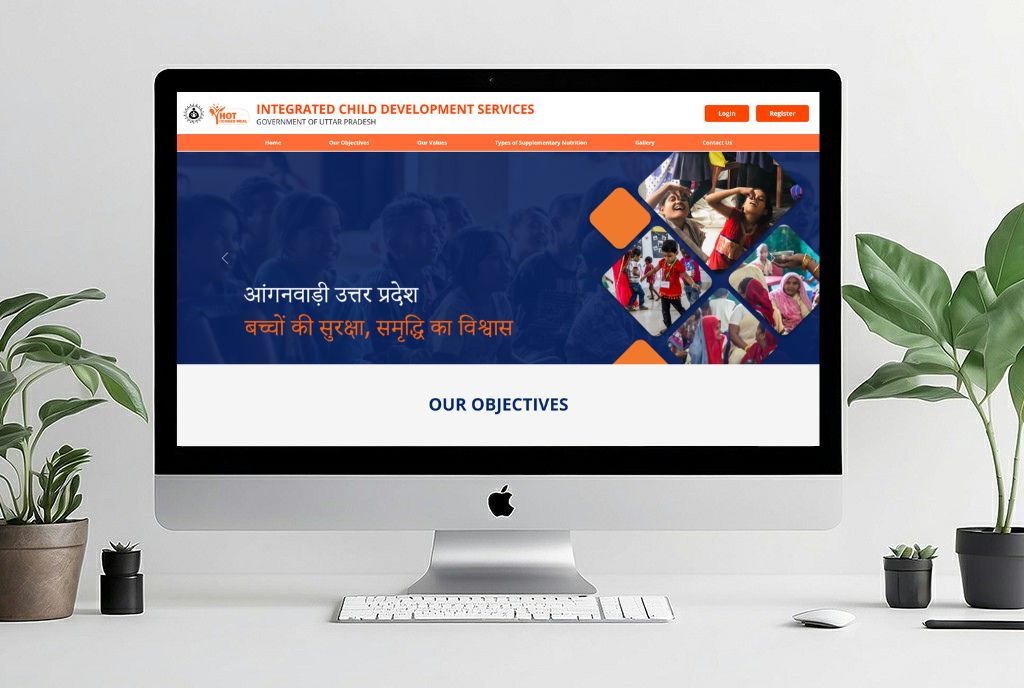 HOT
COOKED MEAL
INTEGRATED CHILD DEVELOPMENT SERVICES
GOVERNMENT OF UTTAR PRADESH
Login
Register
Home
Our Objectives
Our Values
Types of Supplementary Nutrition
Gallery
Contact Us
आंगनवाड़ी उत्तर प्रदेश
बच्चों की सुरक्षा, समृद्धि का विश्वास
OUR OBJECTIVES